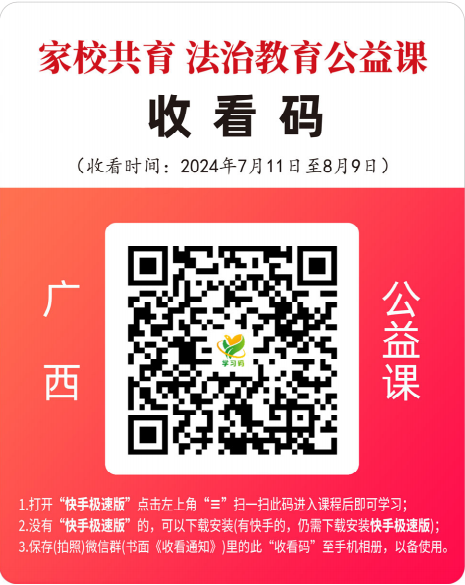 家校共育 法治教育公益课
收看码
（收看时间：2024年7月11日至8月9日）
广西
公益课
学习码
1.打开“快手极速版”点击左上角“☰”扫一扫此码进入课程后即可学习；
2.没有“快手极速版”的，可以下载安装(有快手的，仍需下载安装快手极速版)；
3.保存(拍照)微信群(书面《收看通知》)里的此“收看码”至手机相册，以备使用。